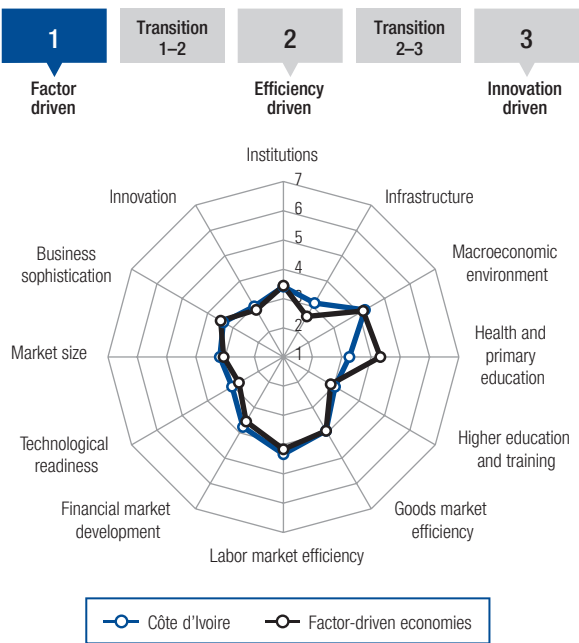 1
Transition
1–2
2
Transition
2–3
3
Factor
driven
Efficiency
driven
Innovation
driven
Institutions
7
6
5
4
3
2
1
Infrastructure
Macroeconomic
environment
Health and
primary
education
Higher education
and training
Goods market
efficiency
Labor market efficiency
Financial market
development
Technological
readiness
Market size
Business
sophistication
Innovation
Côte d'Ivoire
Factor-driven economies